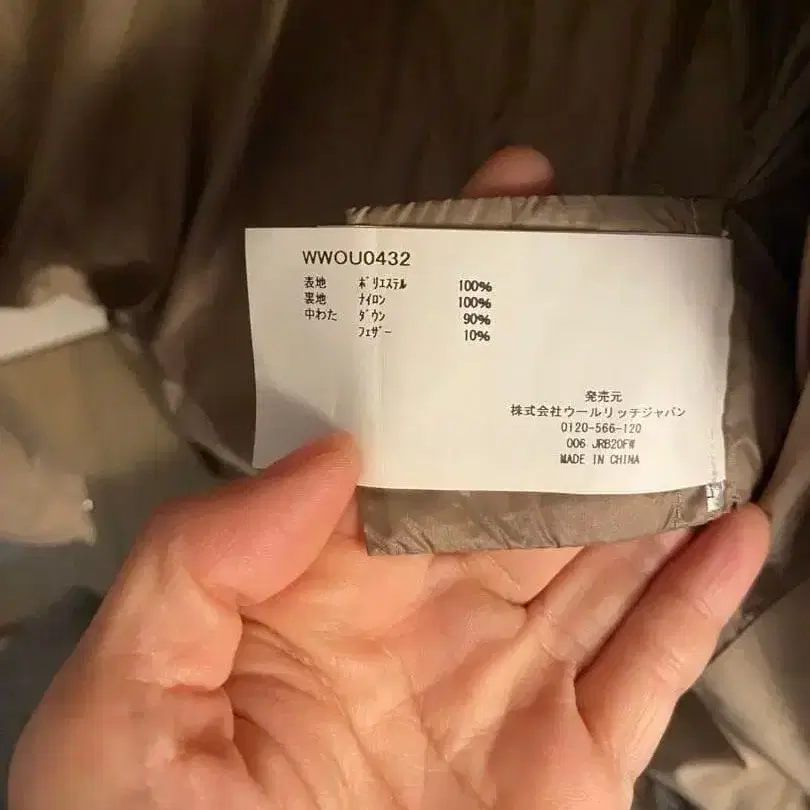 WWOU0432
表地 ﾎﾟﾘｴｽﾃﾙ 100%
裏地 ﾅｲﾛﾝ 100%
中わた ﾀﾞｳﾝ 90%
ﾌｪｻﾞｰ 10%
発売元
株式会社ウールリッチジャパン
0120-566-120
006 JRB20FW
MADE IN CHINA